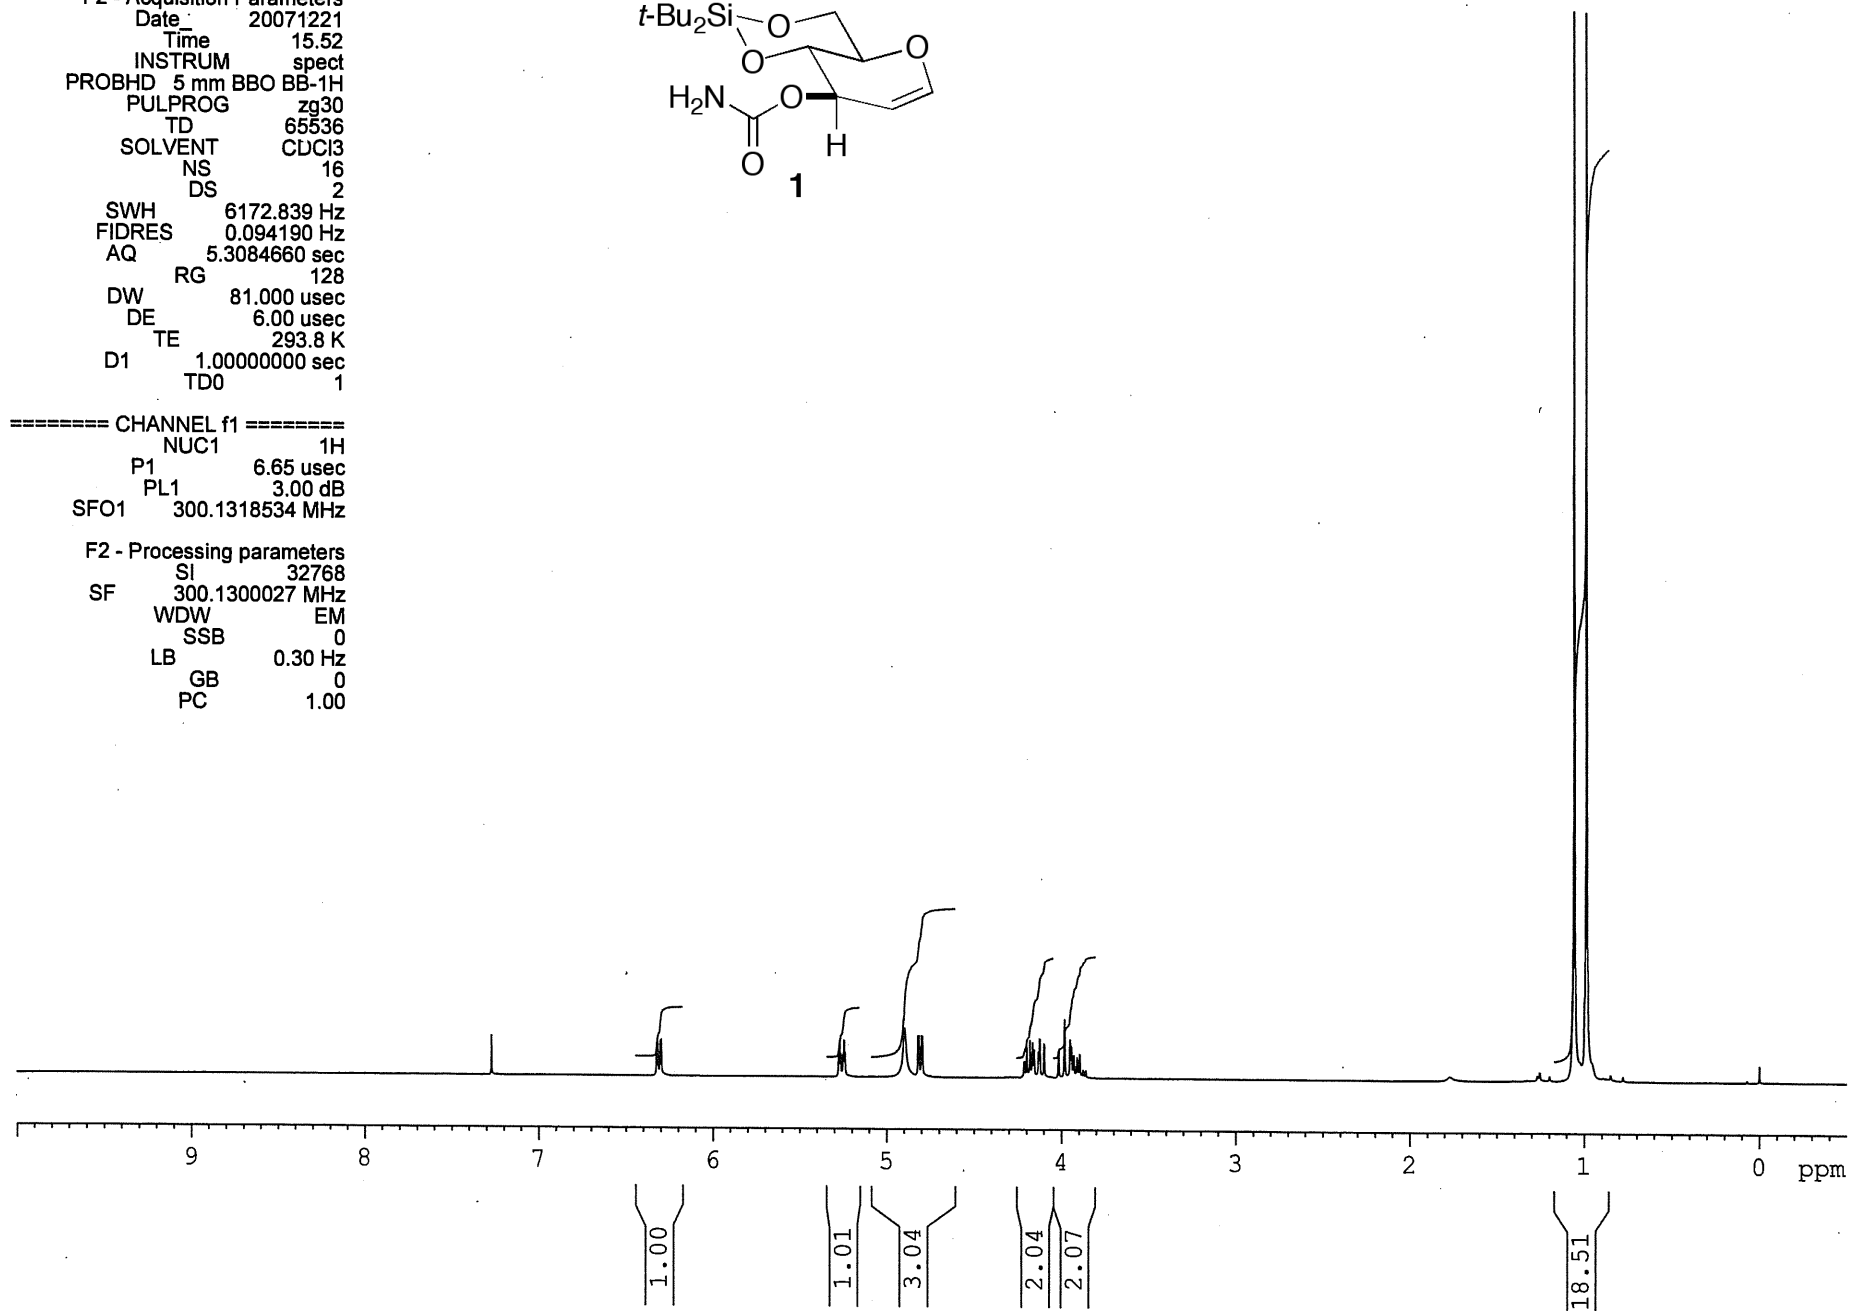 F2 - Acquisition Parameters
Date_ 20071221
Time 15.52
INSTRUM spect
PROBHD 5 mm BBO BB-1H
PULPROG zg30
TD 65536
SOLVENT CDCl3
NS 16
DS 2
SWH 6172.839 Hz
FIDRES 0.094190 Hz
AQ 5.3084660 sec
RG 128
DW 81.000 usec
DE 6.00 usec
TE 293.8 K
D1 1.00000000 sec
TD0 1
======== CHANNEL f1 ========
NUC1 1H
P1 6.65 usec
PL1 3.00 dB
SFO1 300.1318534 MHz
F2 - Processing parameters
SI 32768
SF 300.1300027 MHz
WDW EM
SSB 0
LB 0.30 Hz
GB 0
PC 1.00
t-Bu2Si O O
O
H2N O
O H
1
9 8 7 6 5 4 3 2 1 0 ppm
1.00 1.01 3.04 2.04 2.07 18.51